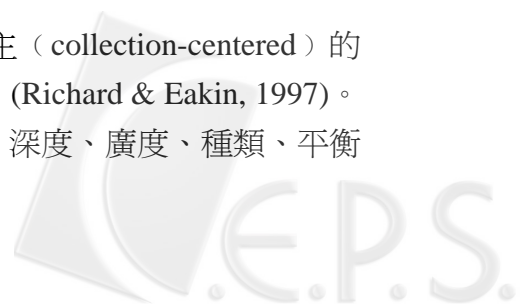 主（collection-centered）的
(Richard & Eakin, 1997)。
深度、廣度、種類、平衡
C.E.P.S.